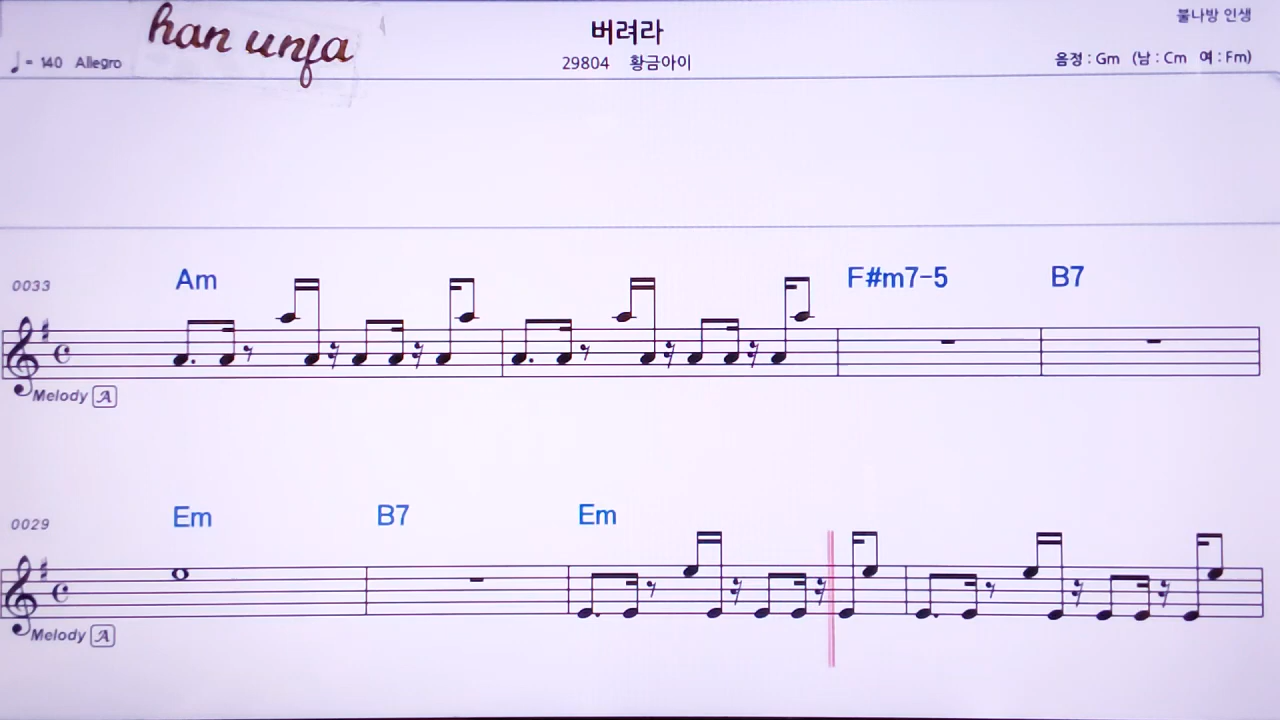 han unfa
버려라
불나방 인생
♩= 140 Allegro
29804 황금아이
음정 : Gm (남 : Cm 여 : Fm)
Am F#m7-5 B7
0033
Melody A
Em B7 Em
0029
Melody A